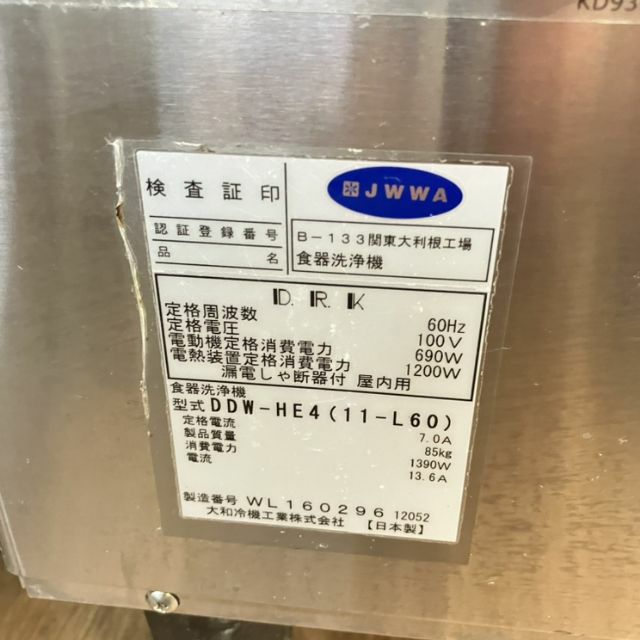 KD93
検査証印
JWWA
認証登録番号
B-133関東大利根工場
品名
食器洗浄機
D.R.K
定格周波数 60Hz
定格電圧 100V
電動機定格消費電力 690W
電熱装置定格消費電力 1200W
漏電しゃ断器付 屋内用
食器洗浄機
型式 DDW-HE4(11-L60)
定格電流 7.0A
製品質量 85kg
消費電力 1390W
電流 13.6A
製造番号 WL160296 12052
大和冷機工業株式会社 【日本製】